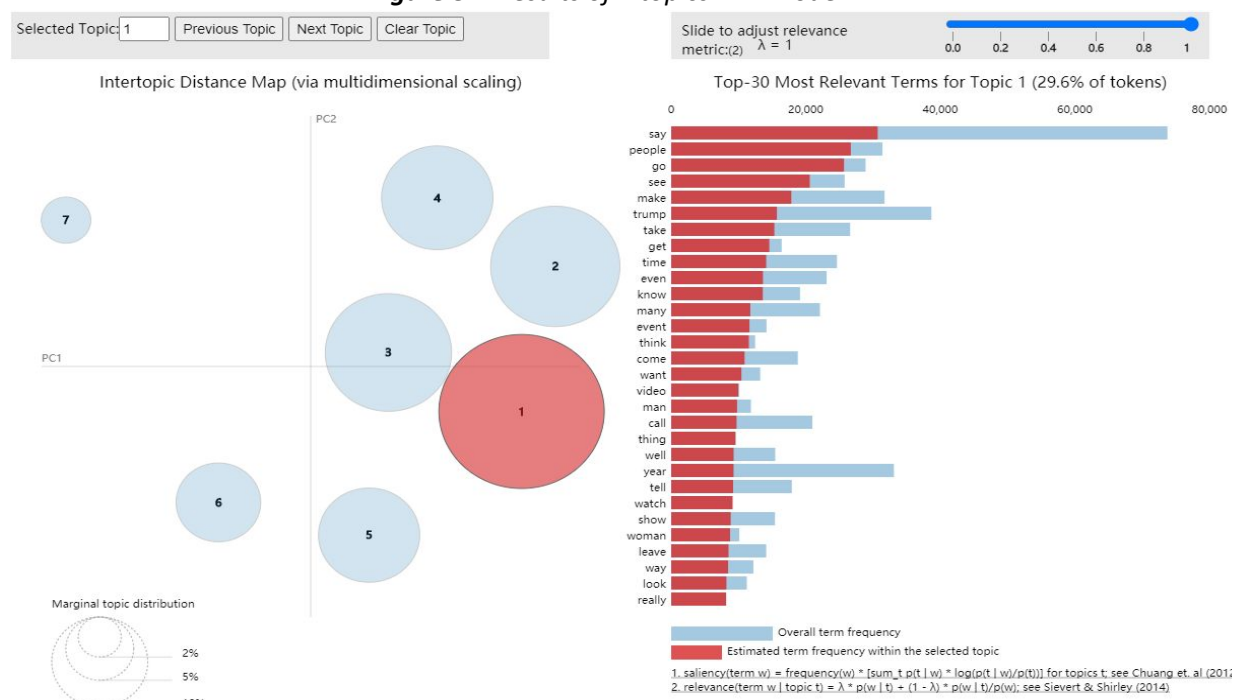 Selected Topic: 1 Previous Topic Next Topic Clear Topic
Slide to adjust relevance
metric:(2) λ = 1
0.0 0.2 0.4 0.6 0.8 1
Intertopic Distance Map (via multidimensional scaling)
PC2
PC1
4
7
2
3
1
6
5
Marginal topic distribution
2%
5%
Top-30 Most Relevant Terms for Topic 1 (29.6% of tokens)
0 20,000 40,000 60,000 80,000
say
people
go
see
make
trump
take
get
time
even
know
many
event
think
come
want
video
man
call
thing
well
year
tell
watch
show
woman
leave
way
look
really
Overall term frequency
Estimated term frequency within the selected topic
1. saliency(term w) = frequency(w) * [sum_t p(t | w) * log(p(t | w)/p(t))] for topics t; see Chuang et. al (2012
2. relevance(term w | topic t) = λ * p(w | t) + (1 - λ) * p(w | t)/p(w); see Sievert & Shirley (2014)